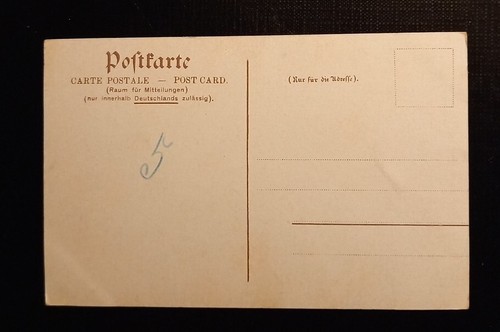 Postkarte
CARTE POSTALE — POST CARD.
(Raum für Mitteilungen)
(nur innerhalb Deutschlands zulässig).
(Nur für die Adresse).
5